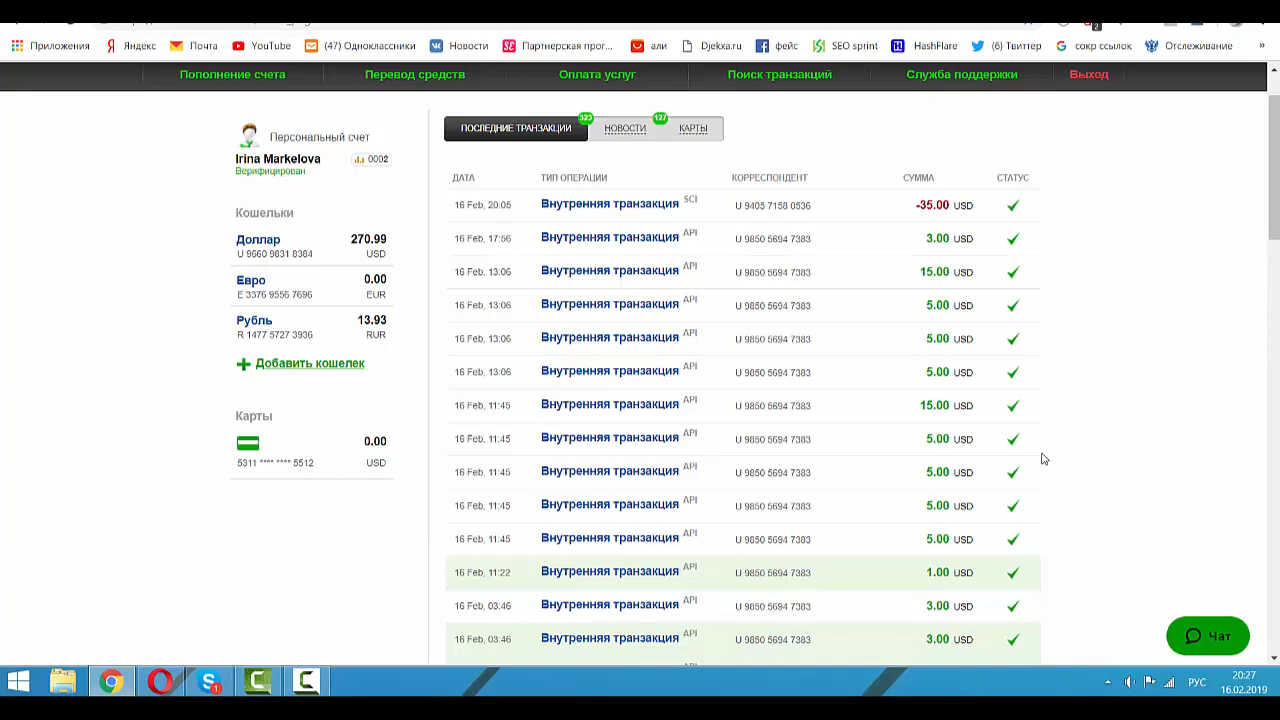 Приложения Яндекс Почта YouTube (47) Одноклассники Новости Партнерская прог... али Djekxa.ru фейс SEO sprint HashFlare (6) Твиттер сокр ссылок Отслеживание »
2
Пополнение счета Перевод средств Оплата услуг Поиск транзакций Служба поддержки Выход
Персональный счет
Irina Markelova 0002
Верифицирован
Кошельки
Доллар 270.99
U 9660 9831 8384 USD
Евро 0.00
E 3376 9556 7696 EUR
Рубль 13.93
R 1477 5727 3936 RUR
Добавить кошелек
Карты
0.00
5311 **** **** 5512 USD
ПОСЛЕДНИЕ ТРАНЗАКЦИИ 323 НОВОСТИ 127 КАРТЫ
ДАТА ТИП ОПЕРАЦИИ КОРРЕСПОНДЕНТ СУММА СТАТУС
16 Feb, 20:05 Внутренняя транзакция SCI U 9405 7158 0536 -35.00 USD
16 Feb, 17:56 Внутренняя транзакция API U 9850 5694 7383 3.00 USD
16 Feb, 13:06 Внутренняя транзакция API U 9850 5694 7383 15.00 USD
16 Feb, 13:06 Внутренняя транзакция API U 9850 5694 7383 5.00 USD
16 Feb, 13:06 Внутренняя транзакция API U 9850 5694 7383 5.00 USD
16 Feb, 13:06 Внутренняя транзакция API U 9850 5694 7383 5.00 USD
16 Feb, 11:45 Внутренняя транзакция API U 9850 5694 7383 15.00 USD
16 Feb, 11:45 Внутренняя транзакция API U 9850 5694 7383 5.00 USD
16 Feb, 11:45 Внутренняя транзакция API U 9850 5694 7383 5.00 USD
16 Feb, 11:45 Внутренняя транзакция API U 9850 5694 7383 5.00 USD
16 Feb, 11:45 Внутренняя транзакция API U 9850 5694 7383 5.00 USD
16 Feb, 11:22 Внутренняя транзакция API U 9850 5694 7383 1.00 USD
16 Feb, 03:46 Внутренняя транзакция API U 9850 5694 7383 3.00 USD
16 Feb, 03:46 Внутренняя транзакция API U 9850 5694 7383 3.00 USD
Чат
1
РУС
20:27
16.02.2019